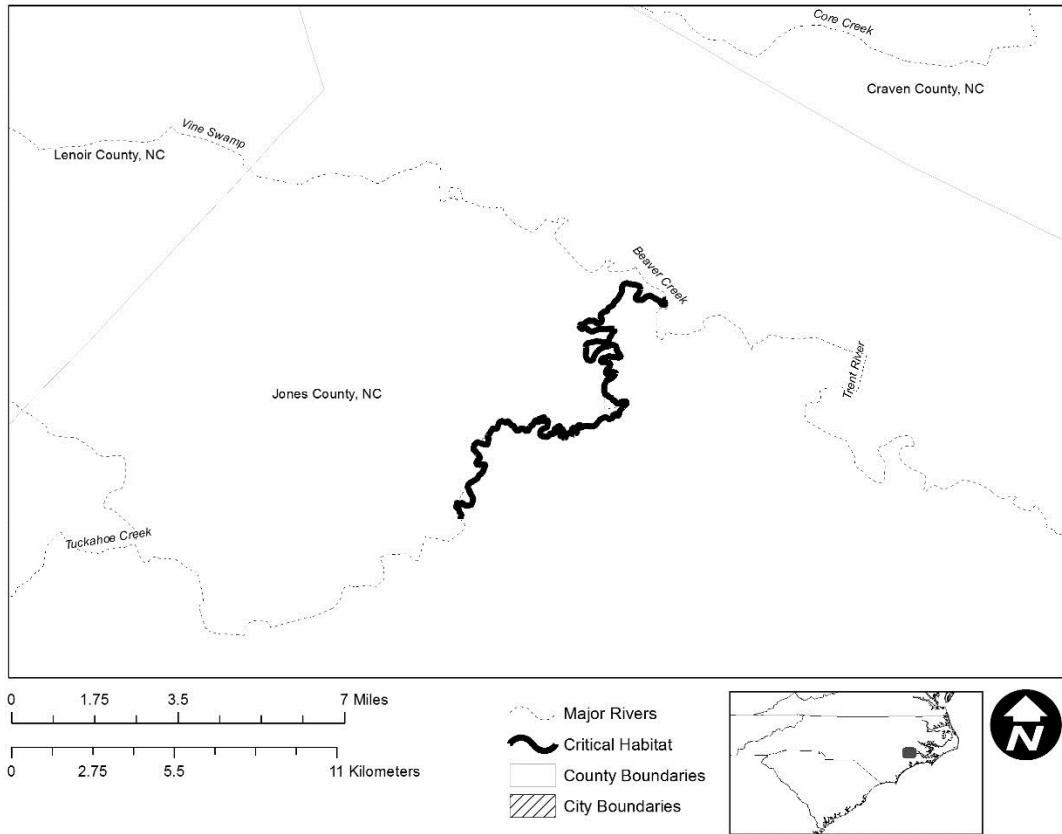 Core Creek
Craven County, NC
Vine Swamp
Lenoir County, NC
Beaver Creek
Trent River
Jones County, NC
Tuckahoe Creek
0 1.75 3.5 7 Miles
0 2.75 5.5 11 Kilometers
Major Rivers
Critical Habitat
County Boundaries
City Boundaries
N